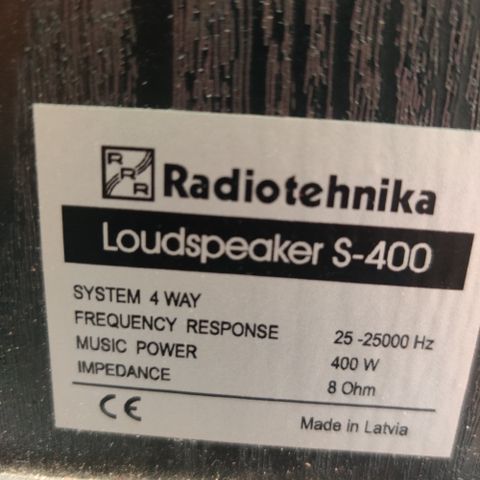 RRR Radiotehnika
Loudspeaker S-400
SYSTEM 4 WAY
FREQUENCY RESPONSE 25 -25000 Hz
MUSIC POWER 400 W
IMPEDANCE 8 Ohm
CE Made in Latvia